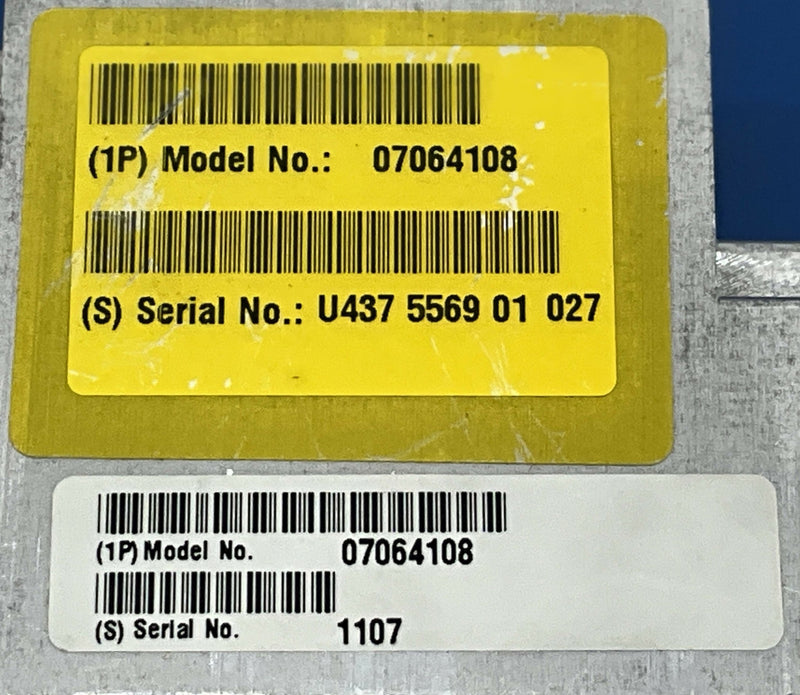 (1P) Model No.: 07064108
(S) Serial No.: U437 5569 01 027
(1P) Model No. 07064108
(S) Serial No. 1107